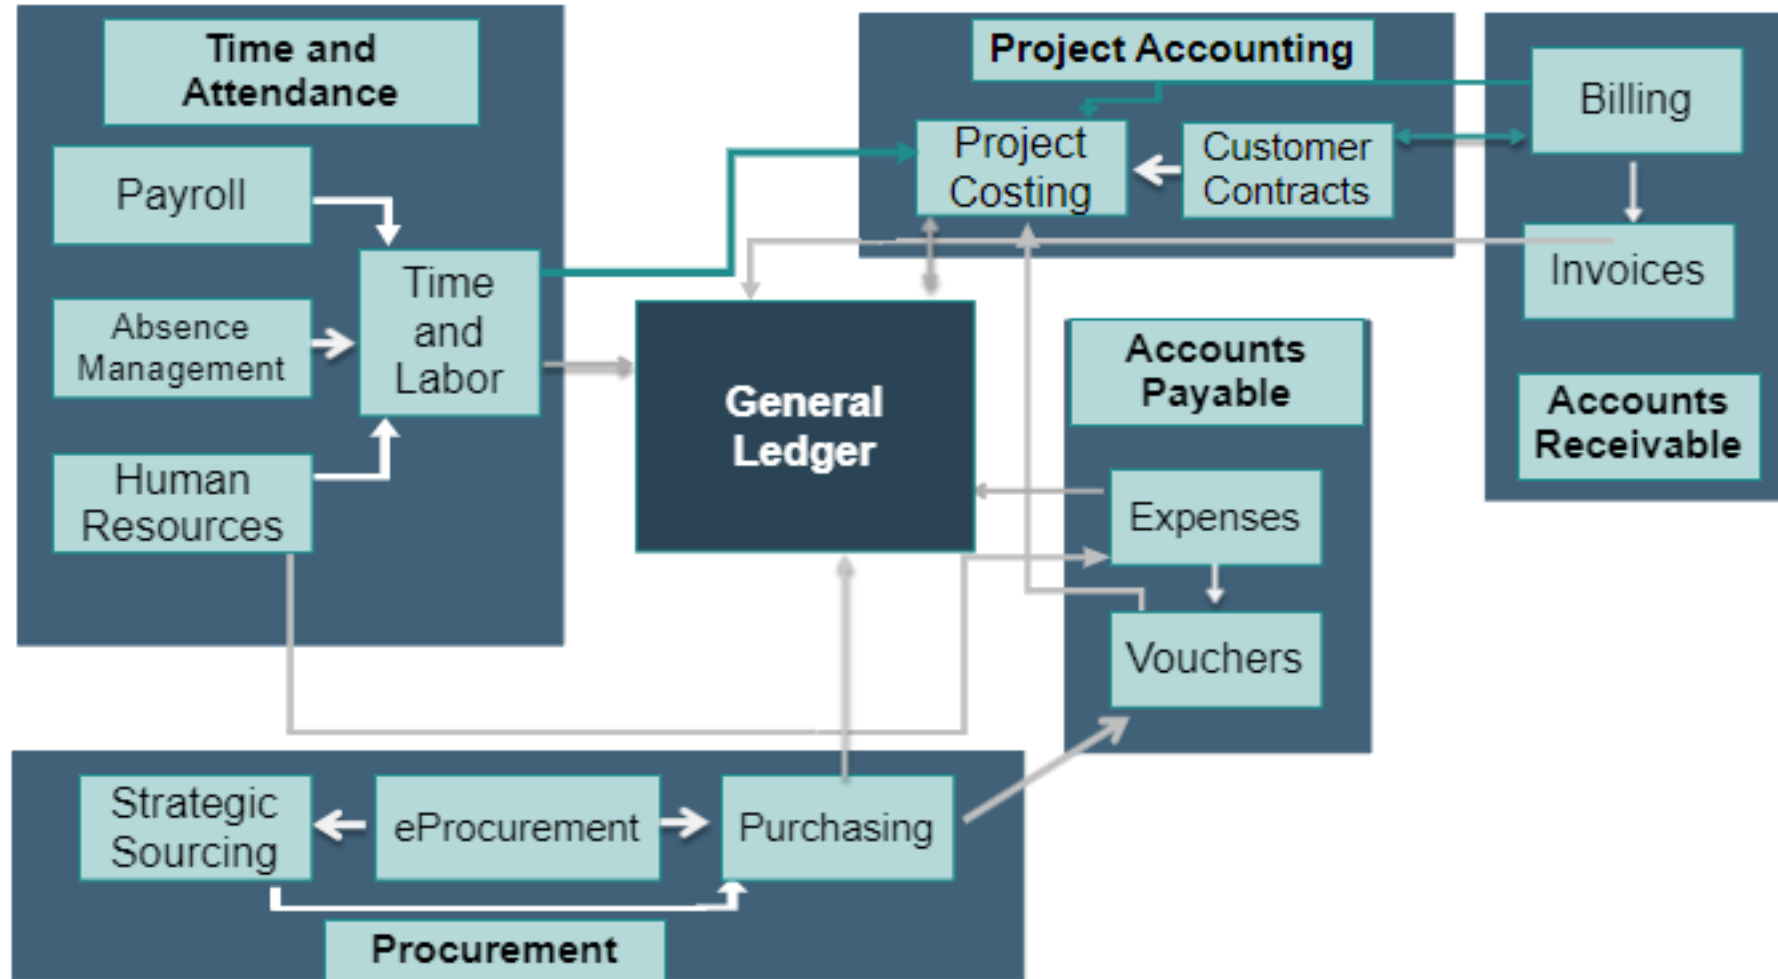 Time and
Attendance
Payroll
Absence
Management
Human
Resources
Time
and
Labor
General
Ledger
Project Accounting
Project
Costing
Customer
Contracts
Billing
Invoices
Accounts
Receivable
Accounts
Payable
Expenses
Vouchers
Strategic
Sourcing
eProcurement
Purchasing
Procurement